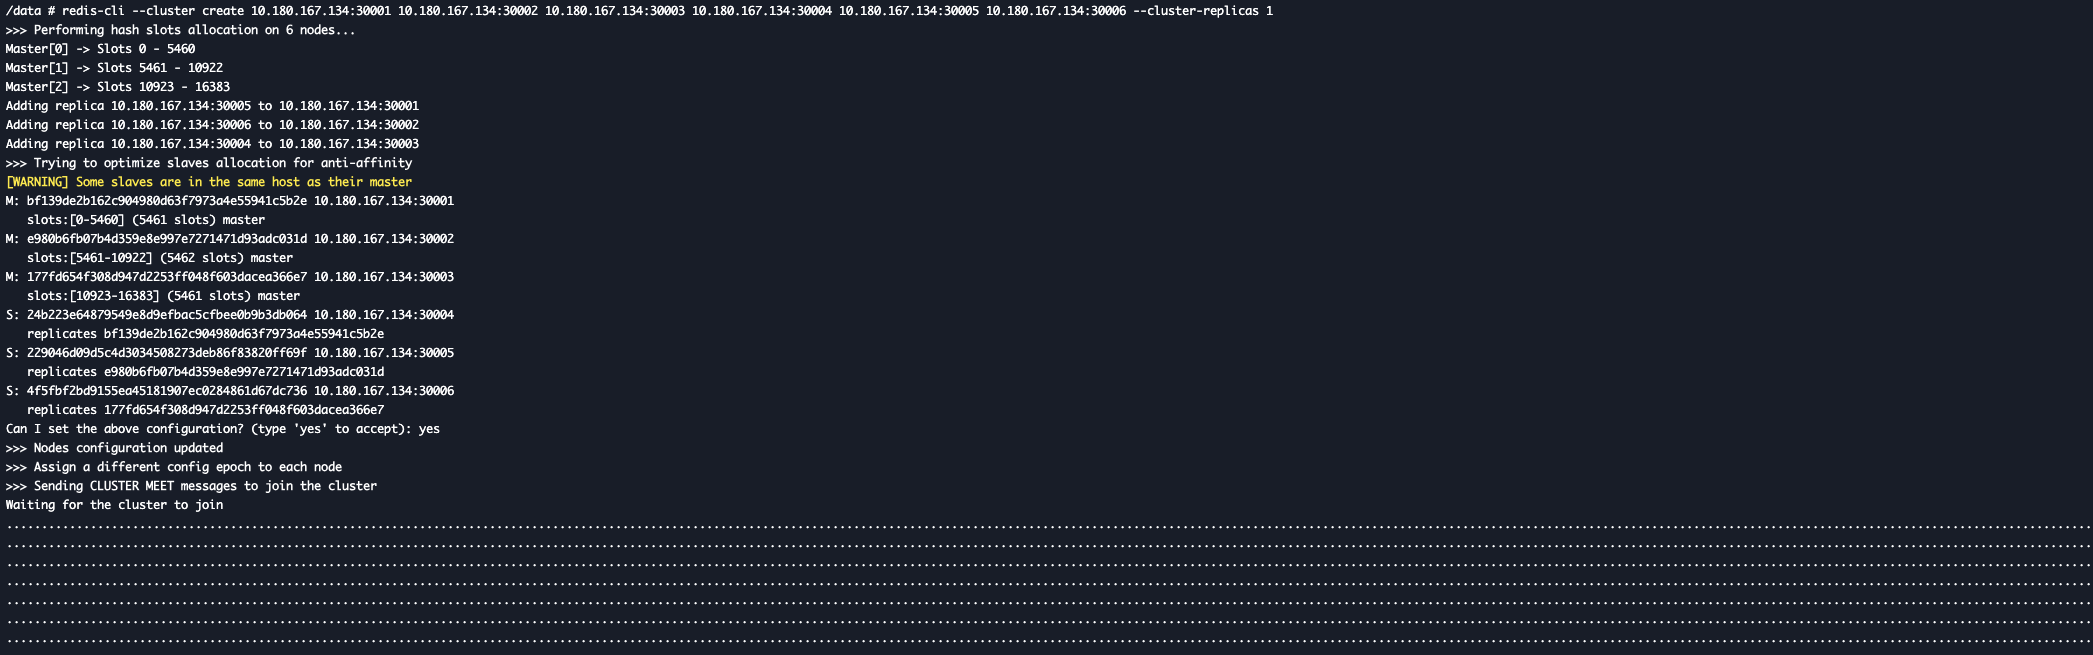 /data # redis-cli --cluster create 10.180.167.134:30001 10.180.167.134:30002 10.180.167.134:30003 10.180.167.134:30004 10.180.167.134:30005 10.180.167.134:30006 --cluster-replicas 1
>>> Performing hash slots allocation on 6 nodes...
Master[0] -> Slots 0 - 5460
Master[1] -> Slots 5461 - 10922
Master[2] -> Slots 10923 - 16383
Adding replica 10.180.167.134:30005 to 10.180.167.134:30001
Adding replica 10.180.167.134:30006 to 10.180.167.134:30002
Adding replica 10.180.167.134:30004 to 10.180.167.134:30003
>>> Trying to optimize slaves allocation for anti-affinity
[WARNING] Some slaves are in the same host as their master
M: bf139de2b162c904980d63f7973a4e55941c5b2e 10.180.167.134:30001
   slots:[0-5460] (5461 slots) master
M: e980b6fb07b4d359e8e997e7271471d93adc031d 10.180.167.134:30002
   slots:[5461-10922] (5462 slots) master
M: 177fd654f308d947d2253ff048f603dacea366e7 10.180.167.134:30003
   slots:[10923-16383] (5461 slots) master
S: 24b223e64879549e8d9efbac5cfbee0b9b3db064 10.180.167.134:30004
   replicates bf139de2b162c904980d63f7973a4e55941c5b2e
S: 229046d09d5c4d3034508273deb86f83820ff69f 10.180.167.134:30005
   replicates e980b6fb07b4d359e8e997e7271471d93adc031d
S: 4f5fbf2bd9155ea45181907ec0284861d67dc736 10.180.167.134:30006
   replicates 177fd654f308d947d2253ff048f603dacea366e7
Can I set the above configuration? (type 'yes' to accept): yes
>>> Nodes configuration updated
>>> Assign a different config epoch to each node
>>> Sending CLUSTER MEET messages to join the cluster
Waiting for the cluster to join